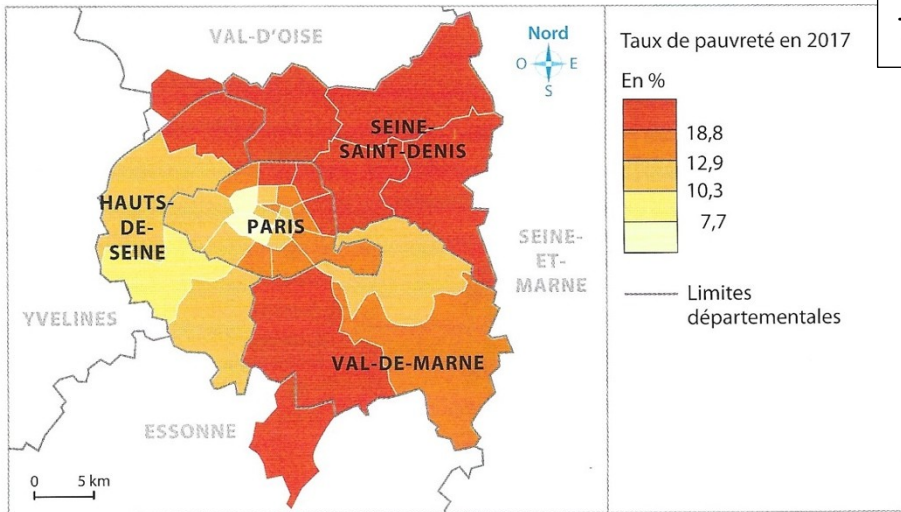 VAL-D'OISE
Nord
O E
S
SEINE-
SAINT-DENIS
HAUTS-
DE-
SEINE
PARIS
SEINE-
ET-
MARNE
YVELINES
VAL-DE-MARNE
ESSONNE
0 5 km
Taux de pauvreté en 2017
En %
18,8
12,9
10,3
7,7
Limites
départementales